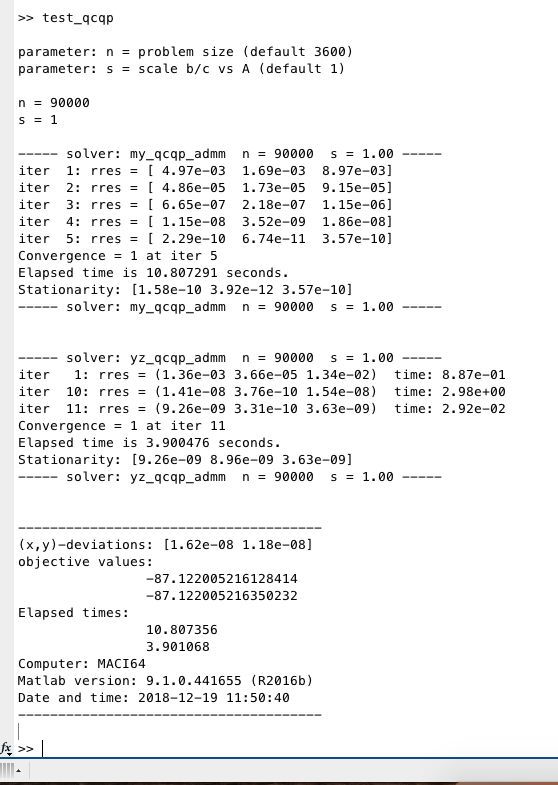 >> test_qcqp
parameter: n = problem size (default 3600)
parameter: s = scale b/c vs A (default 1)
n = 90000
s = 1
----- solver: my_qcqp_admm  n = 90000  s = 1.00 -----
iter  1: rres = [ 4.97e-03  1.69e-03  8.97e-03]
iter  2: rres = [ 4.86e-05  1.73e-05  9.15e-05]
iter  3: rres = [ 6.65e-07  2.18e-07  1.15e-06]
iter  4: rres = [ 1.15e-08  3.52e-09  1.86e-08]
iter  5: rres = [ 2.29e-10  6.74e-11  3.57e-10]
Convergence = 1 at iter 5
Elapsed time is 10.807291 seconds.
Stationarity: [1.58e-10 3.92e-12 3.57e-10]
----- solver: my_qcqp_admm  n = 90000  s = 1.00 -----
----- solver: yz_qcqp_admm  n = 90000  s = 1.00 -----
iter   1: rres = (1.36e-03 3.66e-05 1.34e-02)  time: 8.87e-01
iter  10: rres = (1.41e-08 3.76e-10 1.54e-08)  time: 2.98e+00
iter  11: rres = (9.26e-09 3.31e-10 3.63e-09)  time: 2.92e-02
Convergence = 1 at iter 11
Elapsed time is 3.900476 seconds.
Stationarity: [9.26e-09 8.96e-09 3.63e-09]
----- solver: yz_qcqp_admm  n = 90000  s = 1.00 -----
--------------------------------------
(x,y)-deviations: [1.62e-08 1.18e-08]
objective values:
-87.122005216128414
-87.122005216350232
Elapsed times:
10.807356
3.901068
Computer: MACI64
Matlab version: 9.1.0.441655 (R2016b)
Date and time: 2018-12-19 11:50:40
--------------------------------------
fx >>